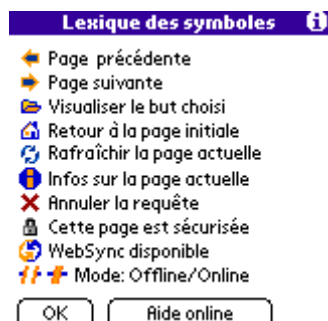 Lexique des symboles
Page précédente
Page suivante
Visualiser le but choisi
Retour à la page initiale
Rafraîchir la page actuelle
Infos sur la page actuelle
Annuler la requête
Cette page est sécurisée
WebSync disponible
Mode: Offline/Online
OK Aide online